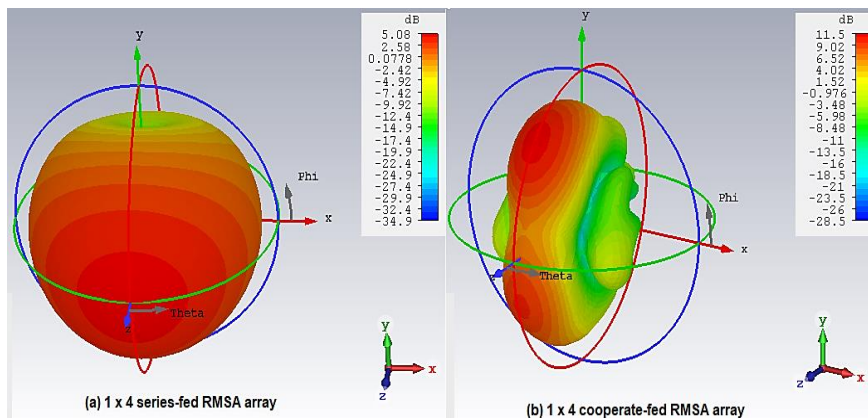 dB
5.08
2.58
0.0778
-2.42
-4.92
-7.42
-9.92
-12.4
-14.9
-17.4
-19.9
-22.4
-24.9
-27.4
-29.9
-32.4
-34.9
y
Phi
x
Theta
z
y
x
z
(a) 1 x 4 series-fed RMSA array
dB
11.5
9.02
6.52
4.02
1.52
-0.976
-3.48
-5.98
-8.48
-11
-13.5
-16
-18.5
-21
-23.5
-26
-28.5
y
Phi
x
Theta
z
y
x
z
(b) 1 x 4 cooperate-fed RMSA array